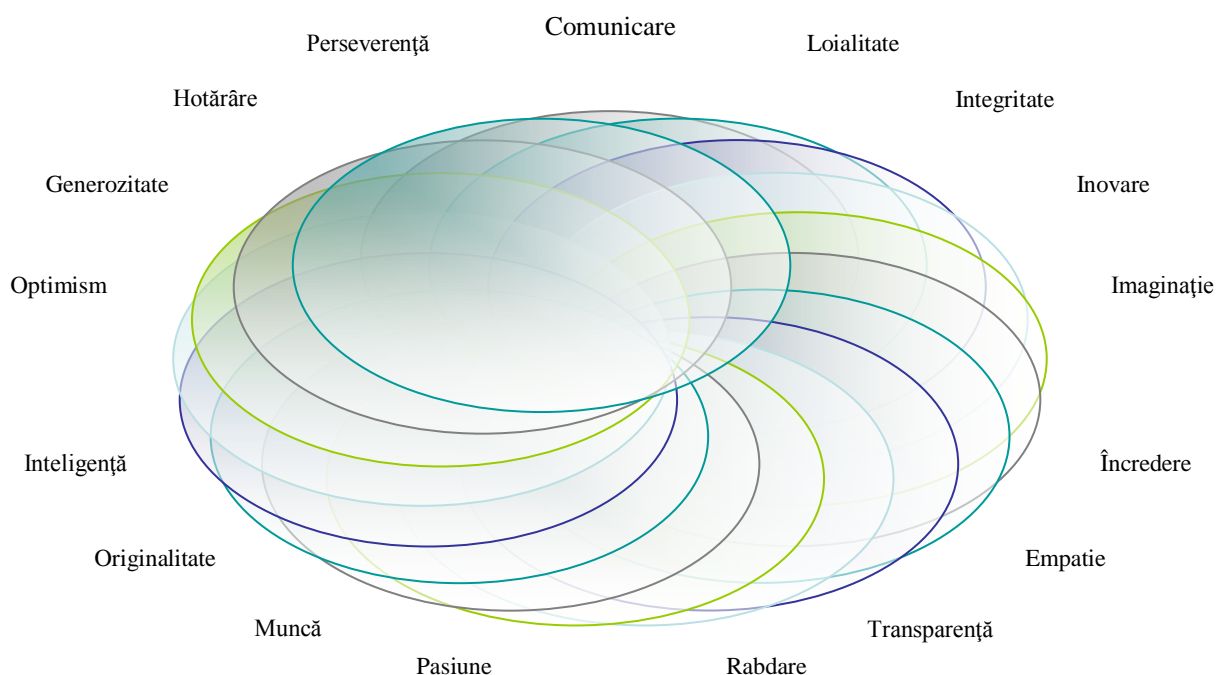 Comunicare
Perseverenţă
Loialitate
Hotărâre
Integritate
Generozitate
Inovare
Optimism
Imaginaţie
Inteligenţă
Încredere
Originalitate
Empatie
Muncă
Transparenţă
Pasiune
Rabdare